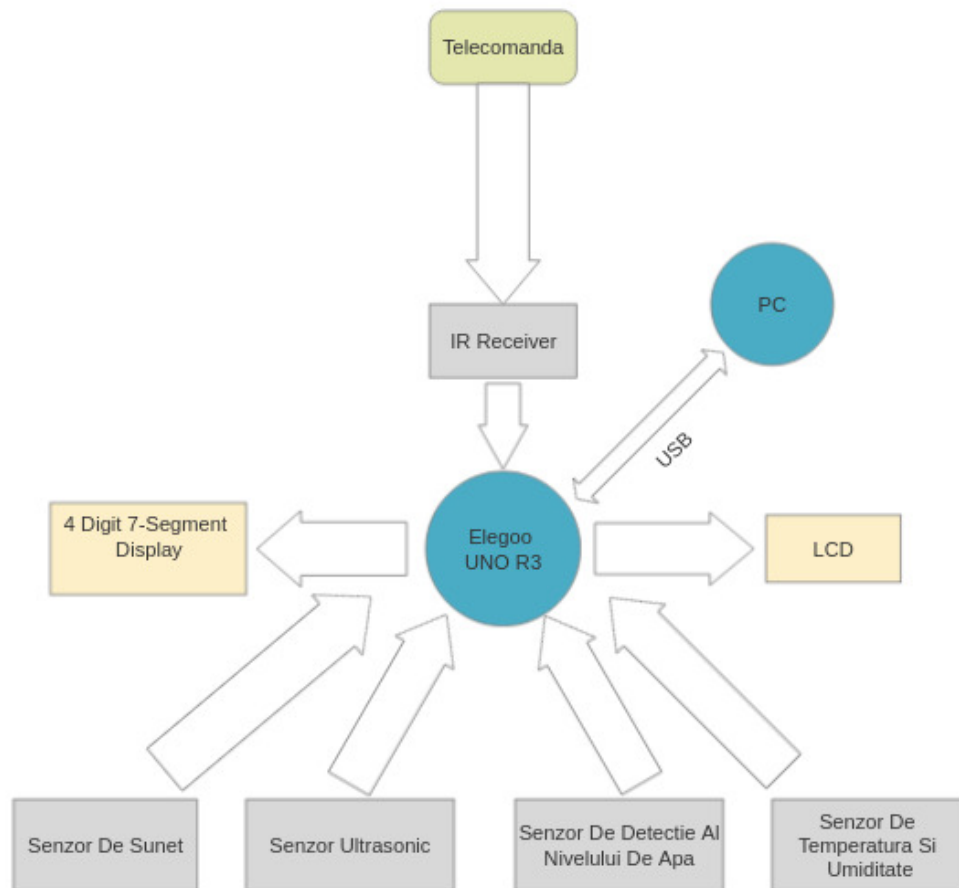 Telecomanda
IR Receiver
PC
USB
4 Digit 7-Segment
Display
Elegoo
UNO R3
LCD
Senzor De Sunet
Senzor Ultrasonic
Senzor De Detectie Al
Nivelului De Apa
Senzor De
Temperatura Si
Umiditate